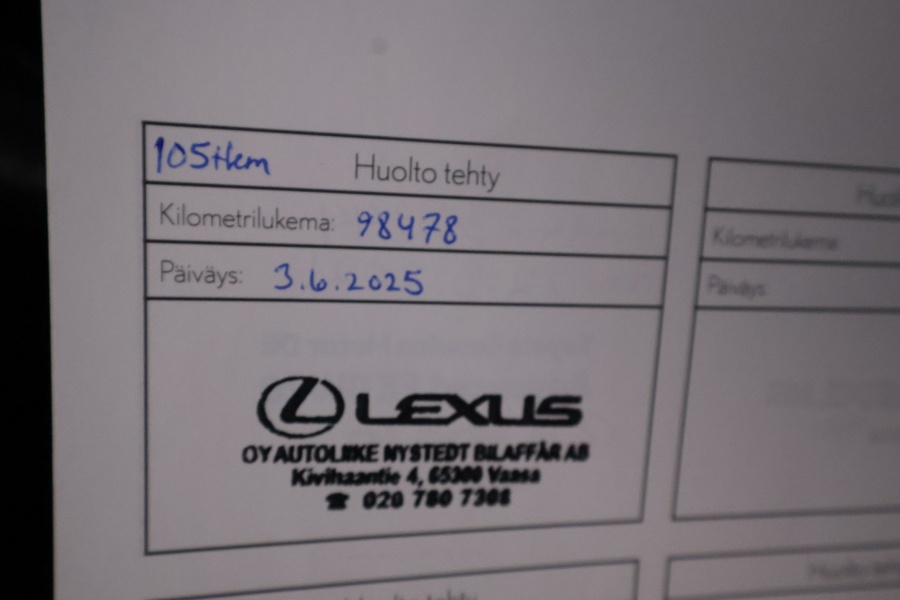 105tkm Huolto tehty
Kilometrilukema: 98478
Päiväys: 3.6.2025
LEXUS
OY AUTOLIIKE NYSTEDT BILAFFÄR AB
Kivihaantie 4, 65300 Vaasa
☎ 020 780 7308
Kilometrilukema
Päiväys